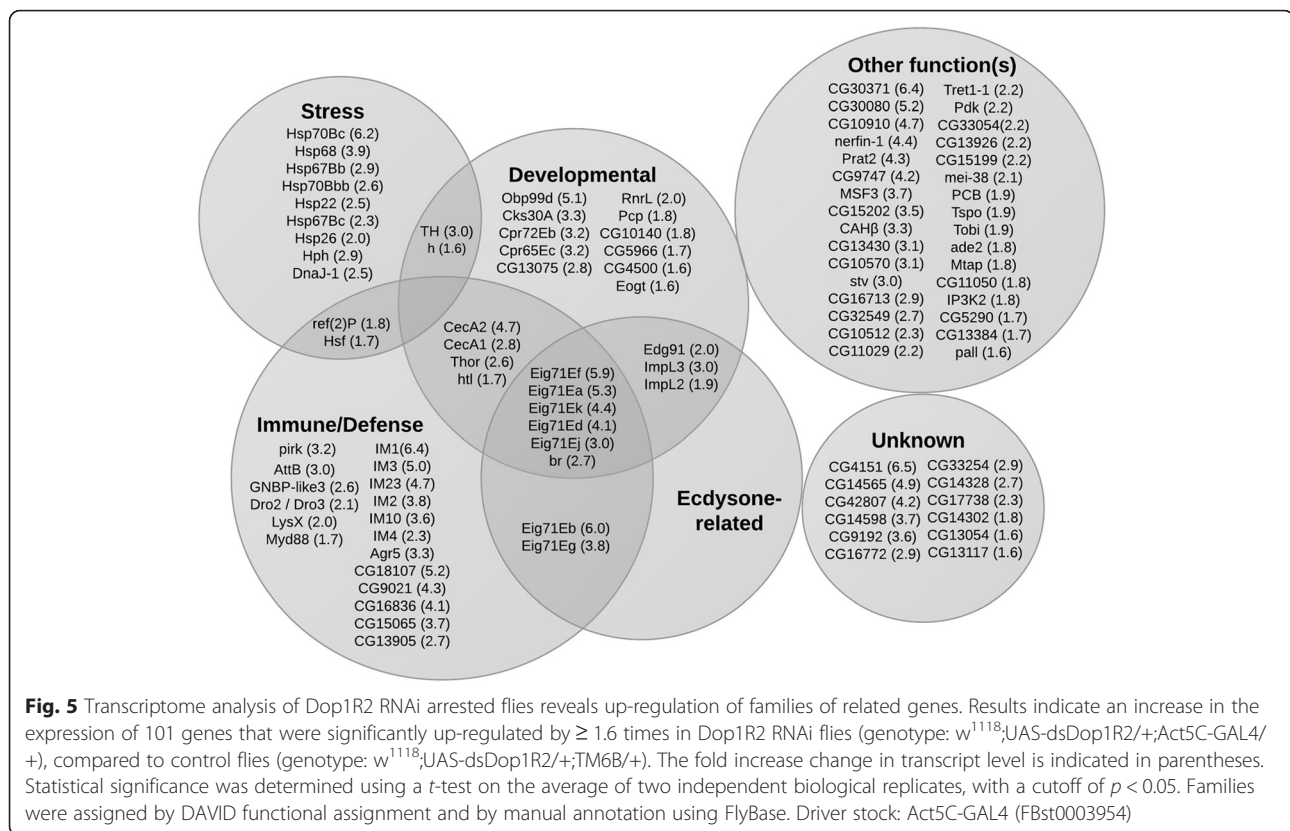 Stress
Hsp70Bc (6.2)
Hsp68 (3.9)
Hsp67Bb (2.9)
Hsp70Bbb (2.6)
Hsp22 (2.5)
Hsp67Bc (2.3)
Hsp26 (2.0)
Hph (2.9)
DnaJ-1 (2.5)
TH (3.0)
h (1.6)
Developmental
Obp99d (5.1)
Cks30A (3.3)
Cpr72Eb (3.2)
Cpr65Ec (3.2)
CG13075 (2.8)
RnrL (2.0)
Pcp (1.8)
CG10140 (1.8)
CG5966 (1.7)
CG4500 (1.6)
Eogt (1.6)
Other function(s)
CG30371 (6.4)
CG30080 (5.2)
CG10910 (4.7)
nerfin-1 (4.4)
Prat2 (4.3)
CG9747 (4.2)
MSF3 (3.7)
CG15202 (3.5)
CAHβ (3.3)
CG13430 (3.1)
CG10570 (3.1)
stv (3.0)
CG16713 (2.9)
CG32549 (2.7)
CG10512 (2.3)
CG11029 (2.2)
Tret1-1 (2.2)
Pdk (2.2)
CG33054(2.2)
CG13926 (2.2)
CG15199 (2.2)
mei-38 (2.1)
PCB (1.9)
Tspo (1.9)
Tobi (1.9)
ade2 (1.8)
Mtap (1.8)
CG11050 (1.8)
IP3K2 (1.8)
CG5290 (1.7)
CG13384 (1.7)
pall (1.6)
ref(2)P (1.8)
Hsf (1.7)
CecA2 (4.7)
CecA1 (2.8)
Thor (2.6)
htl (1.7)
Eig71Ef (5.9)
Eig71Ea (5.3)
Eig71Ek (4.4)
Eig71Ed (4.1)
Eig71Ej (3.0)
br (2.7)
Edg91 (2.0)
ImpL3 (3.0)
ImpL2 (1.9)
Immune/Defense
pirk (3.2)
AttB (3.0)
GNBP-like3 (2.6)
Dro2 / Dro3 (2.1)
LysX (2.0)
Myd88 (1.7)
IM1(6.4)
IM3 (5.0)
IM23 (4.7)
IM2 (3.8)
IM10 (3.6)
IM4 (2.3)
Agr5 (3.3)
CG18107 (5.2)
CG9021 (4.3)
CG16836 (4.1)
CG15065 (3.7)
CG13905 (2.7)
Eig71Eb (6.0)
Eig71Eg (3.8)
Ecdysone-
related
Unknown
CG4151 (6.5)
CG14565 (4.9)
CG42807 (4.2)
CG14598 (3.7)
CG9192 (3.6)
CG16772 (2.9)
CG33254 (2.9)
CG14328 (2.7)
CG17738 (2.3)
CG14302 (1.8)
CG13054 (1.6)
CG13117 (1.6)
Fig. 5 Transcriptome analysis of Dop1R2 RNAi arrested flies reveals up-regulation of families of related genes. Results indicate an increase in the
expression of 101 genes that were significantly up-regulated by ≥ 1.6 times in Dop1R2 RNAi flies (genotype: w1118;UAS-dsDop1R2/+;Act5C-GAL4/
+), compared to control flies (genotype: w1118;UAS-dsDop1R2/+;TM6B/+). The fold increase change in transcript level is indicated in parentheses.
Statistical significance was determined using a t-test on the average of two independent biological replicates, with a cutoff of p < 0.05. Families
were assigned by DAVID functional assignment and by manual annotation using FlyBase. Driver stock: Act5C-GAL4 (FBst0003954)